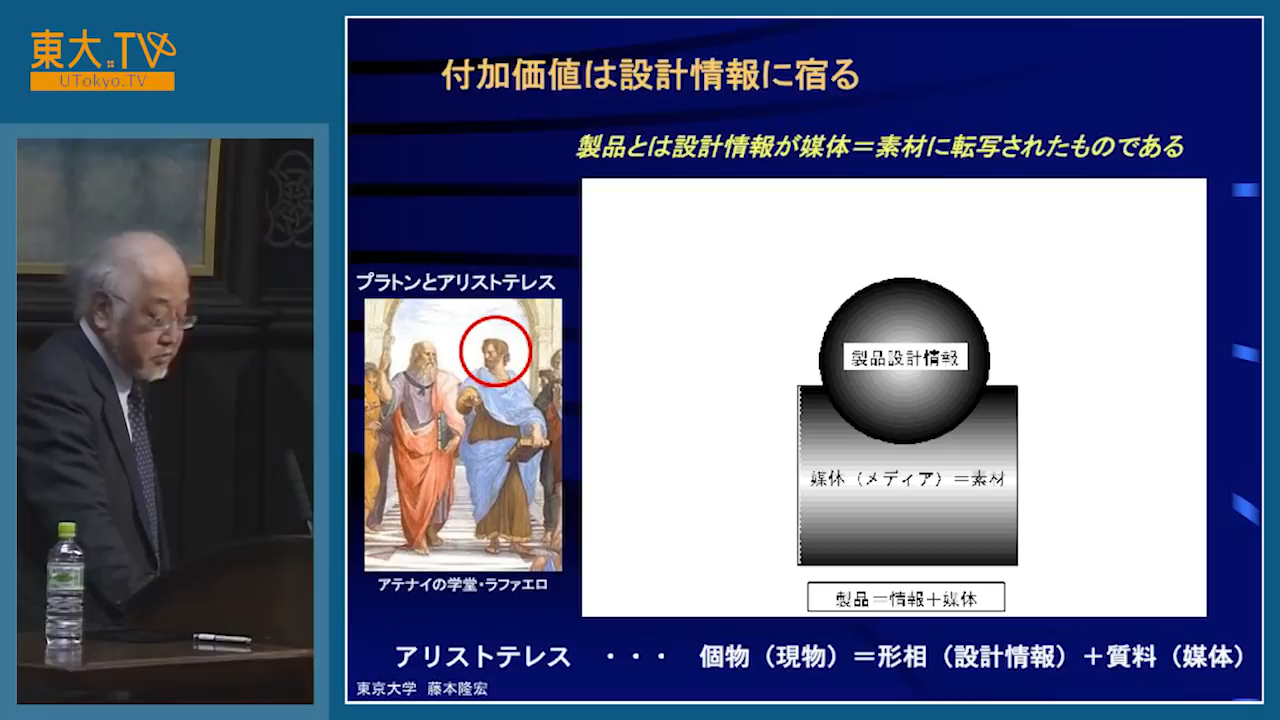 東大.TV
UTokyo.TV
付加価値は設計情報に宿る
製品とは設計情報が媒体＝素材に転写されたものである
プラトンとアリストテレス
製品設計情報
媒体（メディア）＝素材
アテナイの学堂・ラファエロ
製品＝情報＋媒体
アリストテレス ・・・ 個物（現物）＝形相（設計情報）＋質料（媒体）
東京大学 藤本隆宏